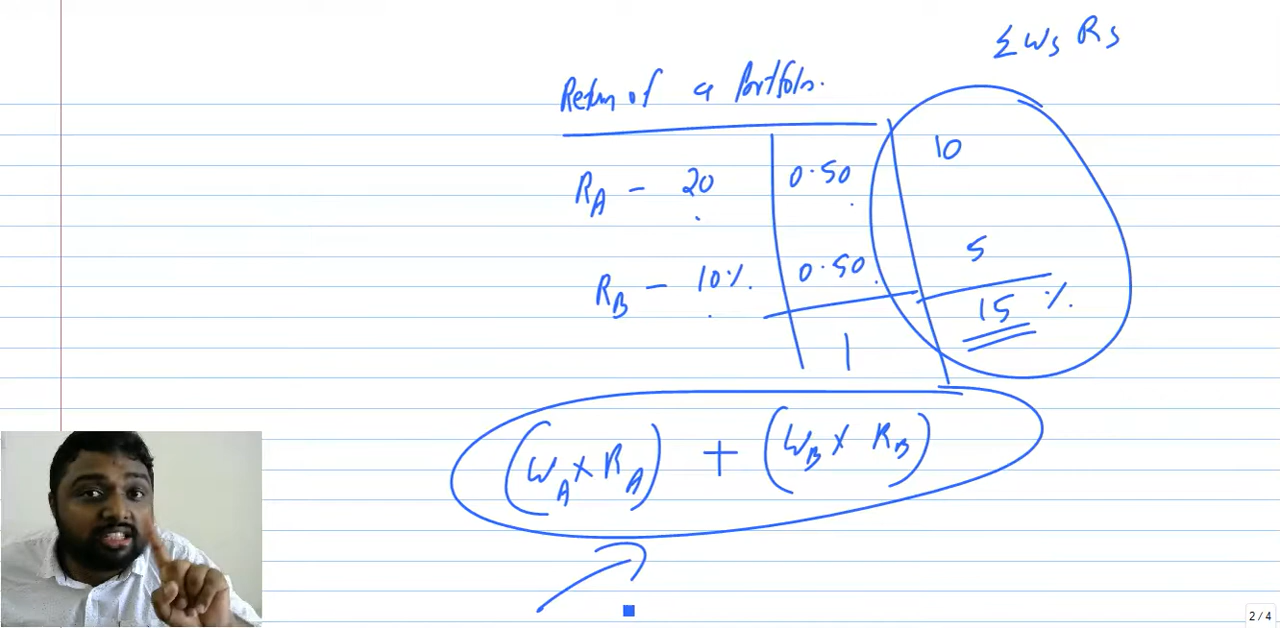 Σ Ws Rs
Return of a Portfolio.
RA - 20 0.50 10
RB - 10%. 0.50 5
1 15 %.
(WA × RA) + (WB × RB)
2 / 4